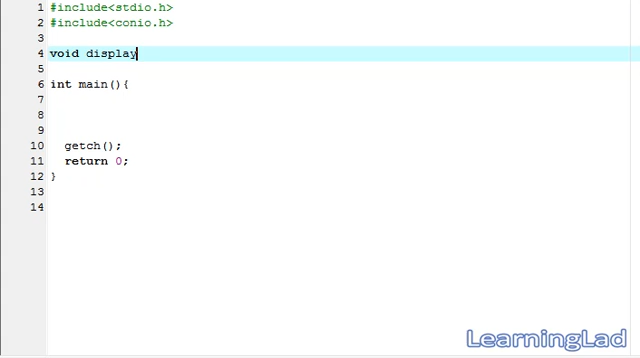 1 #include<stdio.h>
2 #include<conio.h>
3
4 void display
5
6 int main(){
7
8
9
10 getch();
11 return 0;
12 }
13
14
LearningLad